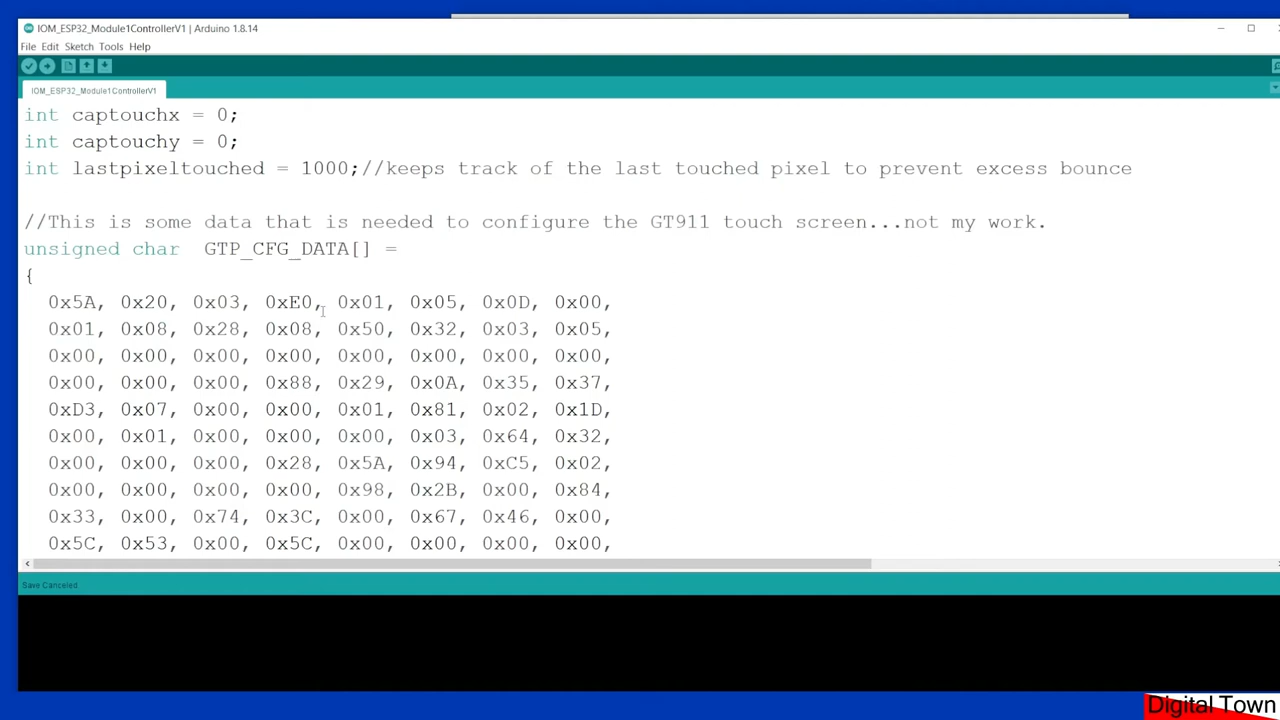 IOM_ESP32_Module1ControllerV1 | Arduino 1.8.14
File Edit Sketch Tools Help
IOM_ESP32_Module1ControllerV1
int captouchx = 0;
int captouchy = 0;
int lastpixeltouched = 1000;//keeps track of the last touched pixel to prevent excess bounce
//This is some data that is needed to configure the GT911 touch screen...not my work.
unsigned char  GTP_CFG_DATA[] =
{
0x5A, 0x20, 0x03, 0xE0, 0x01, 0x05, 0x0D, 0x00,
0x01, 0x08, 0x28, 0x08, 0x50, 0x32, 0x03, 0x05,
0x00, 0x00, 0x00, 0x00, 0x00, 0x00, 0x00, 0x00,
0x00, 0x00, 0x00, 0x88, 0x29, 0x0A, 0x35, 0x37,
0xD3, 0x07, 0x00, 0x00, 0x01, 0x81, 0x02, 0x1D,
0x00, 0x01, 0x00, 0x00, 0x00, 0x03, 0x64, 0x32,
0x00, 0x00, 0x00, 0x28, 0x5A, 0x94, 0xC5, 0x02,
0x00, 0x00, 0x00, 0x00, 0x98, 0x2B, 0x00, 0x84,
0x33, 0x00, 0x74, 0x3C, 0x00, 0x67, 0x46, 0x00,
0x5C, 0x53, 0x00, 0x5C, 0x00, 0x00, 0x00, 0x00,
Save Canceled
Digital Town